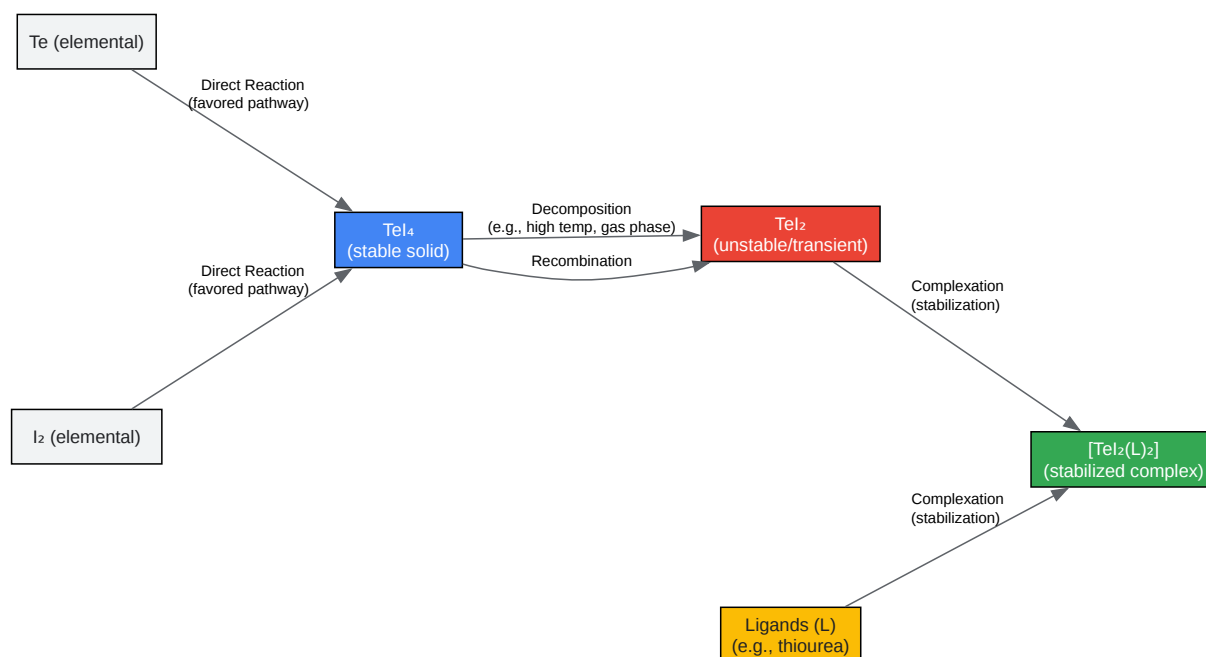 Te (elemental)
Direct Reaction
(favored pathway)
Decomposition
(e.g., high temp, gas phase)
TeI₄
(stable solid)
TeI₂
(unstable/transient)
Recombination
Direct Reaction
(favored pathway)
Complexation
(stabilization)
I₂ (elemental)
[TeI₂(L)₂]
(stabilized complex)
Complexation
(stabilization)
Ligands (L)
(e.g., thiourea)